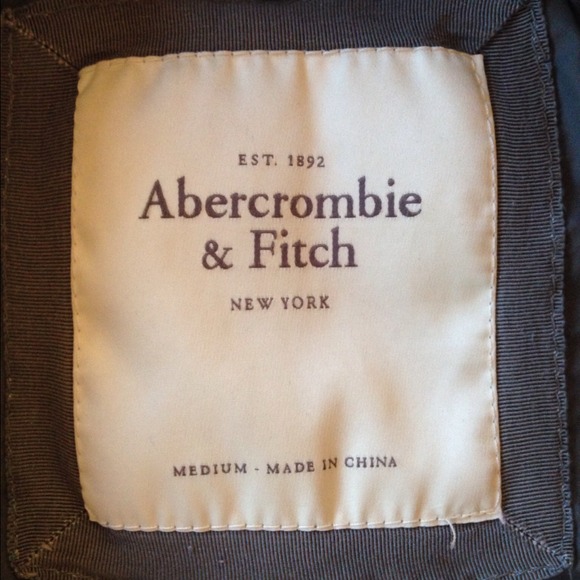 EST. 1892
Abercrombie
& Fitch
NEW YORK
MEDIUM - MADE IN CHINA